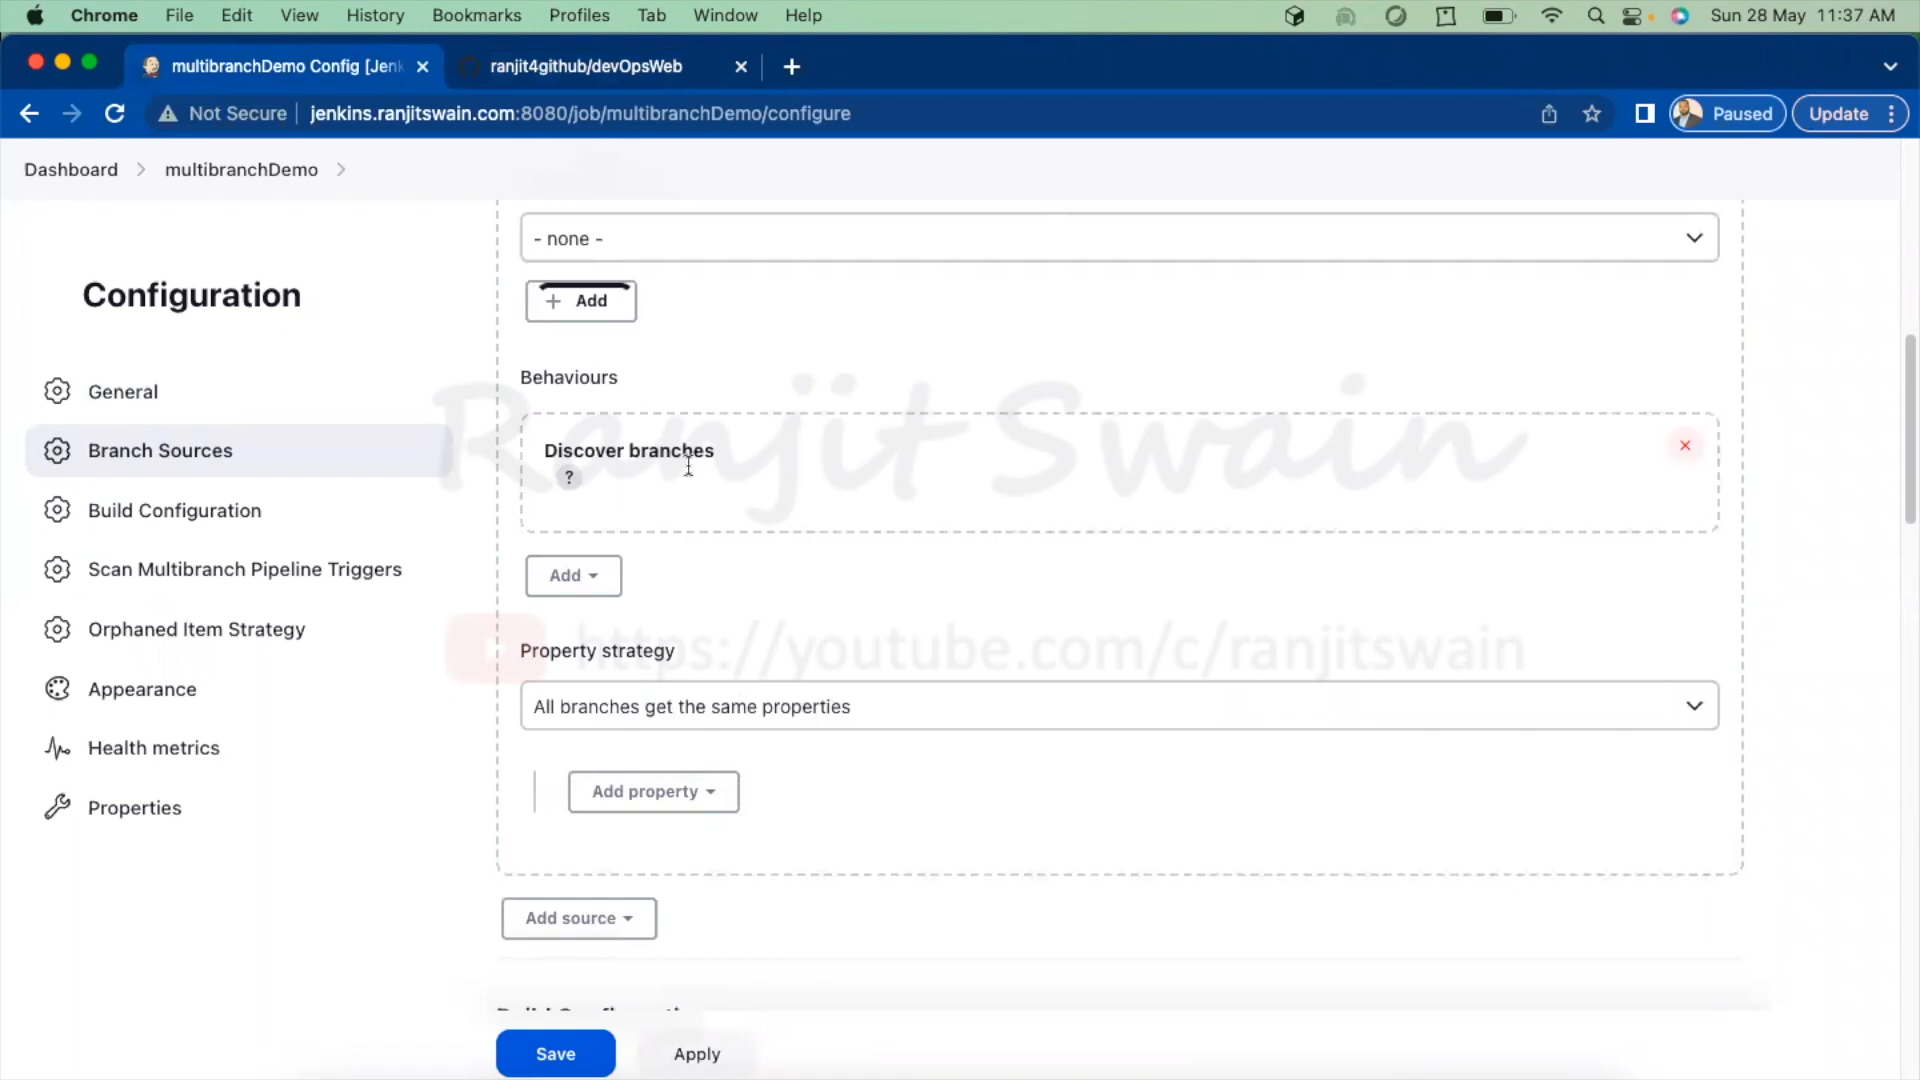 Chrome File Edit View History Bookmarks Profiles Tab Window Help Sun 28 May 11:37 AM
multibranchDemo Config [Jen
ranjit4github/devOpsWeb
Not Secure jenkins.ranjitswain.com:8080/job/multibranchDemo/configure Paused Update
Dashboard multibranchDemo
- none -
Configuration
+ Add
Behaviours
General
Ranjit Swain
Discover branches
?
Branch Sources
Build Configuration
Add
Scan Multibranch Pipeline Triggers
Orphaned Item Strategy
https://youtube.com/c/ranjitswain
Property strategy
Appearance
All branches get the same properties
Health metrics
Add property
Properties
Add source
Save Apply